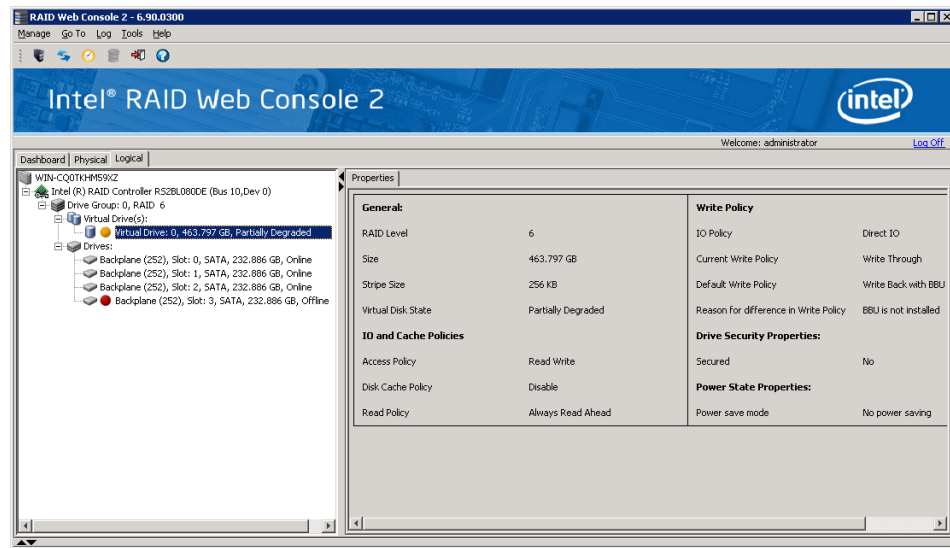 RAID Web Console 2 - 6.90.0300
Manage Go To Log Tools Help
Intel® RAID Web Console 2
intel
Welcome: administrator Log Off
Dashboard Physical Logical
WIN-CQ0TKHM59XZ
Intel (R) RAID Controller RS2BL080DE (Bus 10,Dev 0)
Drive Group: 0, RAID 6
Virtual Drive(s):
Virtual Drive: 0, 463.797 GB, Partially Degraded
Drives:
Backplane (252), Slot: 0, SATA, 232.886 GB, Online
Backplane (252), Slot: 1, SATA, 232.886 GB, Online
Backplane (252), Slot: 2, SATA, 232.886 GB, Online
Backplane (252), Slot: 3, SATA, 232.886 GB, Offline
Properties
General:
RAID Level 6
Size 463.797 GB
Stripe Size 256 KB
Virtual Disk State Partially Degraded
IO and Cache Policies
Access Policy Read Write
Disk Cache Policy Disable
Read Policy Always Read Ahead
Write Policy
IO Policy Direct IO
Current Write Policy Write Through
Default Write Policy Write Back with BBU
Reason for difference in Write Policy BBU is not installed
Drive Security Properties:
Secured No
Power State Properties:
Power save mode No power saving